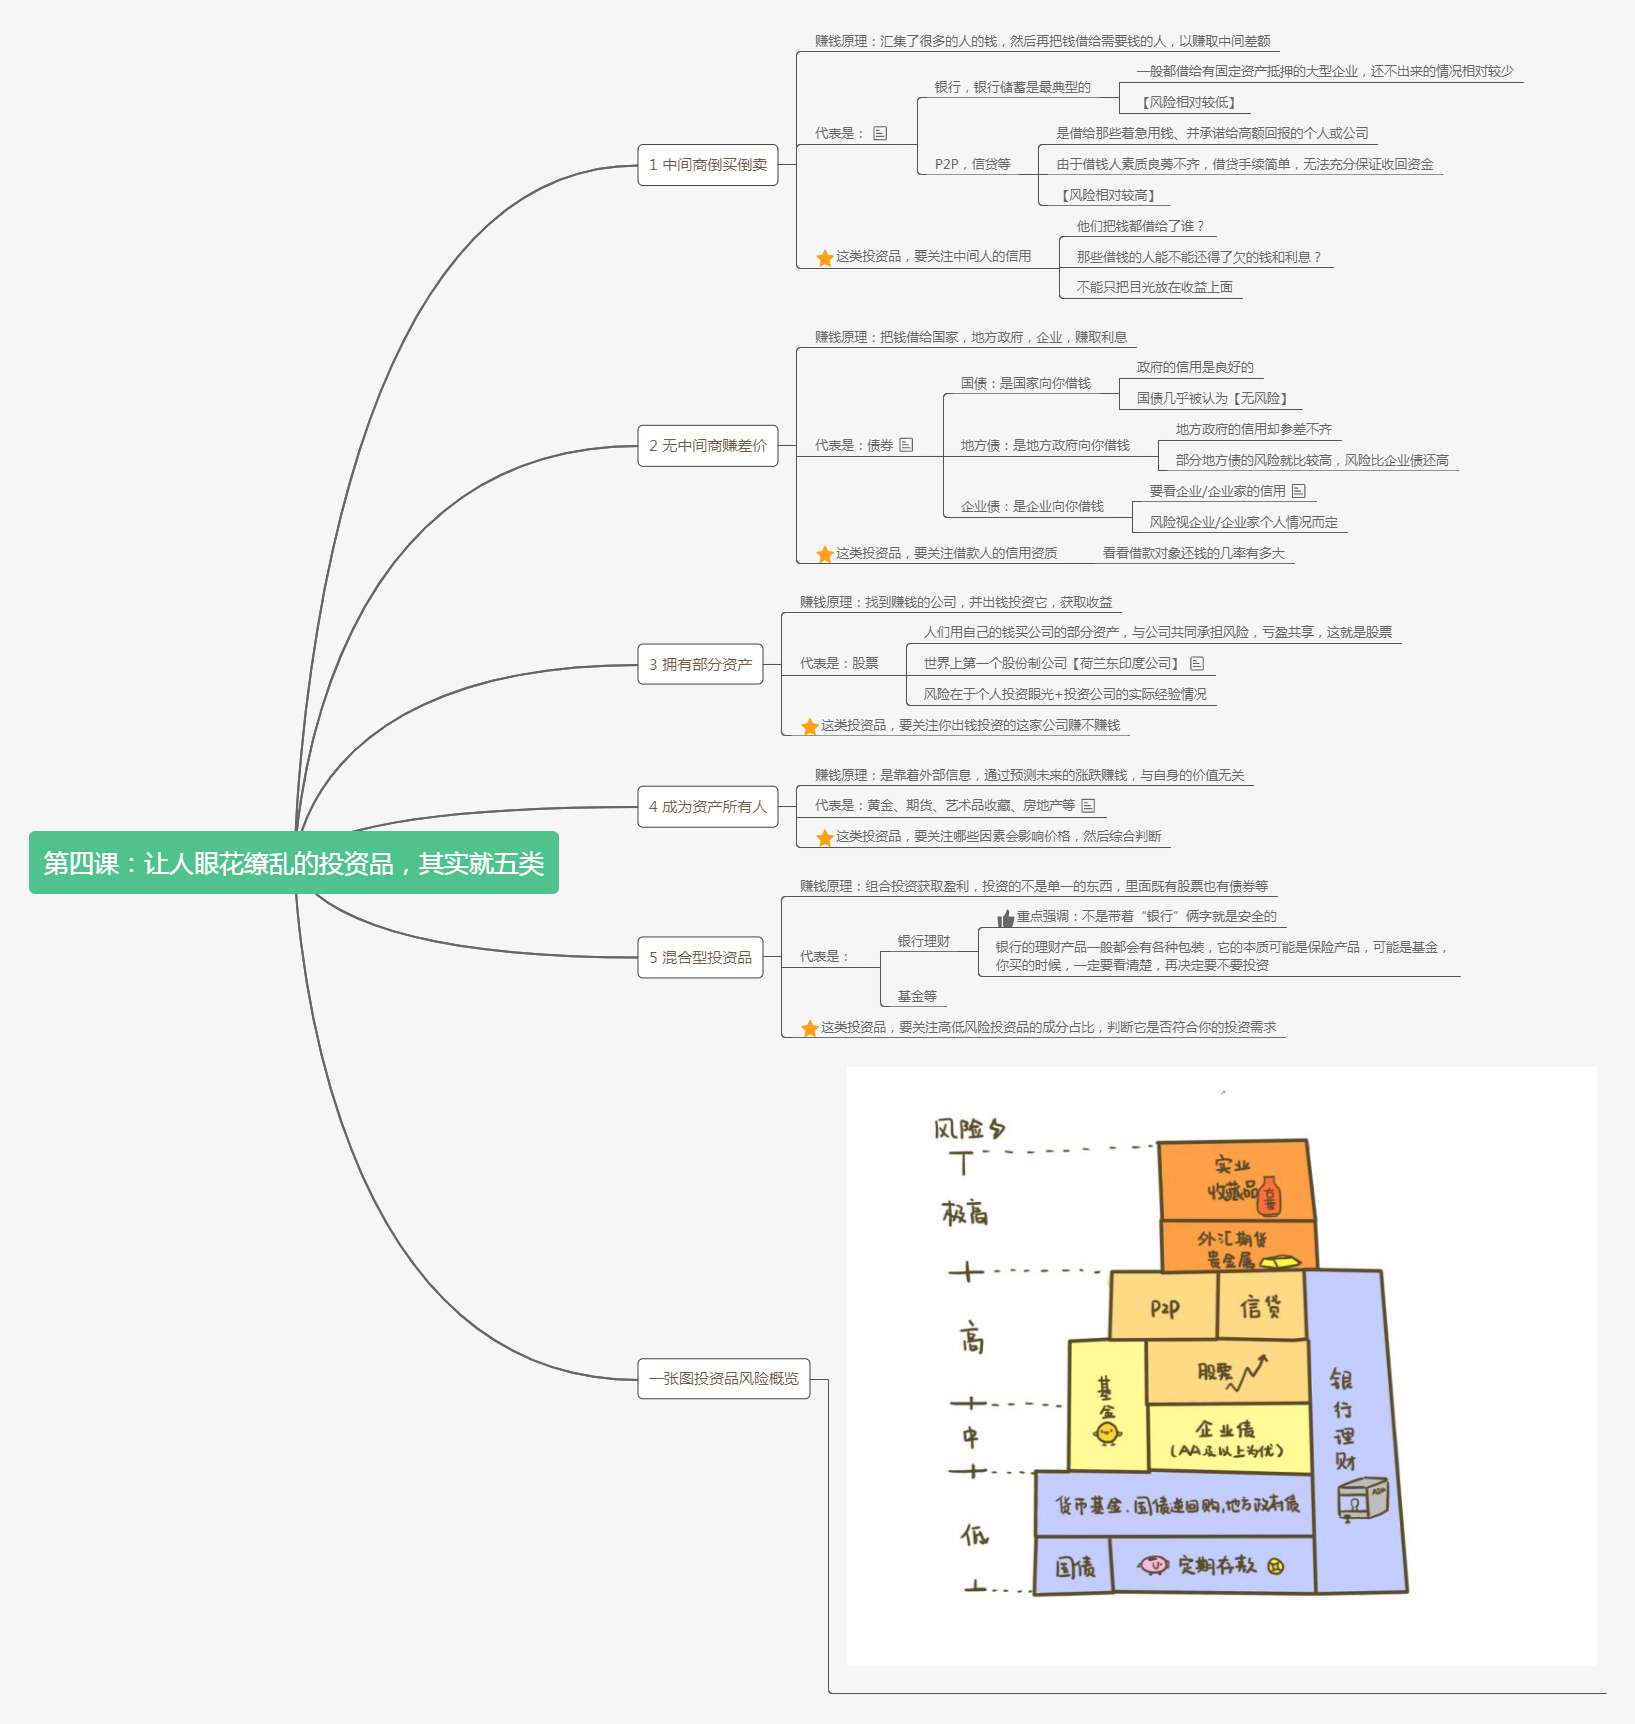 第四课：让人眼花缭乱的投资品，其实就五类
1 中间商倒买倒卖
赚钱原理：汇集了很多的人的钱，然后再把钱借给需要钱的人，以赚取中间差额
代表是：
银行，银行储蓄是最典型的
一般都借给有固定资产抵押的大型企业，还不出来的情况相对较少
【风险相对较低】
P2P，信贷等
是借给那些着急用钱、并承诺给高额回报的个人或公司
由于借钱人素质良莠不齐，借贷手续简单，无法充分保证收回资金
【风险相对较高】
这类投资品，要关注中间人的信用
他们把钱都借给了谁？
那些借钱的人能不能还得了欠的钱和利息？
不能只把目光放在收益上面
2 无中间商赚差价
赚钱原理：把钱借给国家，地方政府，企业，赚取利息
代表是：债券
国债：是国家向你借钱
政府的信用是良好的
国债几乎被认为【无风险】
地方债：是地方政府向你借钱
地方政府的信用却参差不齐
部分地方债的风险就比较高，风险比企业债还高
企业债：是企业向你借钱
要看企业/企业家的信用
风险视企业/企业家个人情况而定
这类投资品，要关注借款人的信用资质
看看借款对象还钱的几率有多大
3 拥有部分资产
赚钱原理：找到赚钱的公司，并出钱投资它，获取收益
代表是：股票
人们用自己的钱买公司的部分资产，与公司共同承担风险，亏盈共享，这就是股票
世界上第一个股份制公司【荷兰东印度公司】
风险在于个人投资眼光+投资公司的实际经验情况
这类投资品，要关注你出钱投资的这家公司赚不赚钱
4 成为资产所有人
赚钱原理：是靠着外部信息，通过预测未来的涨跌赚钱，与自身的价值无关
代表是：黄金、期货、艺术品收藏、房地产等
这类投资品，要关注哪些因素会影响价格，然后综合判断
5 混合型投资品
赚钱原理：组合投资获取盈利，投资的不是单一的东西，里面既有股票也有债券等
代表是：
银行理财
重点强调：不是带着“银行”俩字就是安全的
银行的理财产品一般都会有各种包装，它的本质可能是保险产品，可能是基金，
你买的时候，一定要看清楚，再决定要不要投资
基金等
这类投资品，要关注高低风险投资品的成分占比，判断它是否符合你的投资需求
一张图投资品风险概览
风险
极高
高
中
低
实业
收藏品
外汇期货
贵金属
P2P
信贷
股票
基金
企业债
(AA及以上为优)
银行理财
货币基金.国债逆回购,地方政府债
国债
定期存款